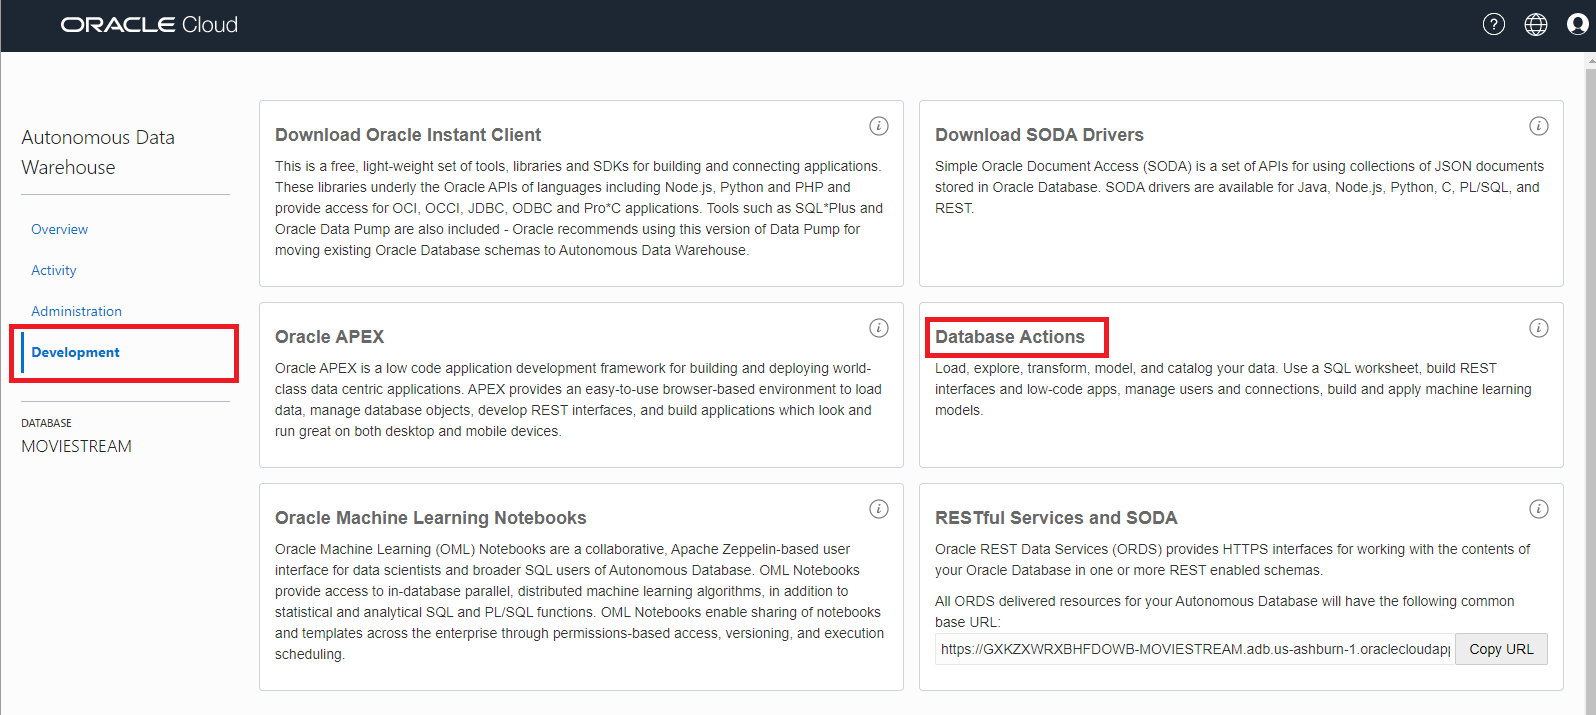 ORACLE Cloud
Autonomous Data
Warehouse
Overview
Activity
Administration
Development
DATABASE
MOVIESTREAM
Download Oracle Instant Client
This is a free, light-weight set of tools, libraries and SDKs for building and connecting applications.
These libraries underly the Oracle APIs of languages including Node.js, Python and PHP and
provide access for OCI, OCCI, JDBC, ODBC and Pro*C applications. Tools such as SQL*Plus and
Oracle Data Pump are also included - Oracle recommends using this version of Data Pump for
moving existing Oracle Database schemas to Autonomous Data Warehouse.
Download SODA Drivers
Simple Oracle Document Access (SODA) is a set of APIs for using collections of JSON documents
stored in Oracle Database. SODA drivers are available for Java, Node.js, Python, C, PL/SQL, and
REST.
Oracle APEX
Oracle APEX is a low code application development framework for building and deploying world-
class data centric applications. APEX provides an easy-to-use browser-based environment to load
data, manage database objects, develop REST interfaces, and build applications which look and
run great on both desktop and mobile devices.
Database Actions
Load, explore, transform, model, and catalog your data. Use a SQL worksheet, build REST
interfaces and low-code apps, manage users and connections, build and apply machine learning
models.
Oracle Machine Learning Notebooks
Oracle Machine Learning (OML) Notebooks are a collaborative, Apache Zeppelin-based user
interface for data scientists and broader SQL users of Autonomous Database. OML Notebooks
provide access to in-database parallel, distributed machine learning algorithms, in addition to
statistical and analytical SQL and PL/SQL functions. OML Notebooks enable sharing of notebooks
and templates across the enterprise through permissions-based access, versioning, and execution
scheduling.
RESTful Services and SODA
Oracle REST Data Services (ORDS) provides HTTPS interfaces for working with the contents of
your Oracle Database in one or more REST enabled schemas.
All ORDS delivered resources for your Autonomous Database will have the following common
base URL:
https://GXKZXWRXBHFDOWB-MOVIESTREAM.adb.us-ashburn-1.oraclecloudapp
Copy URL